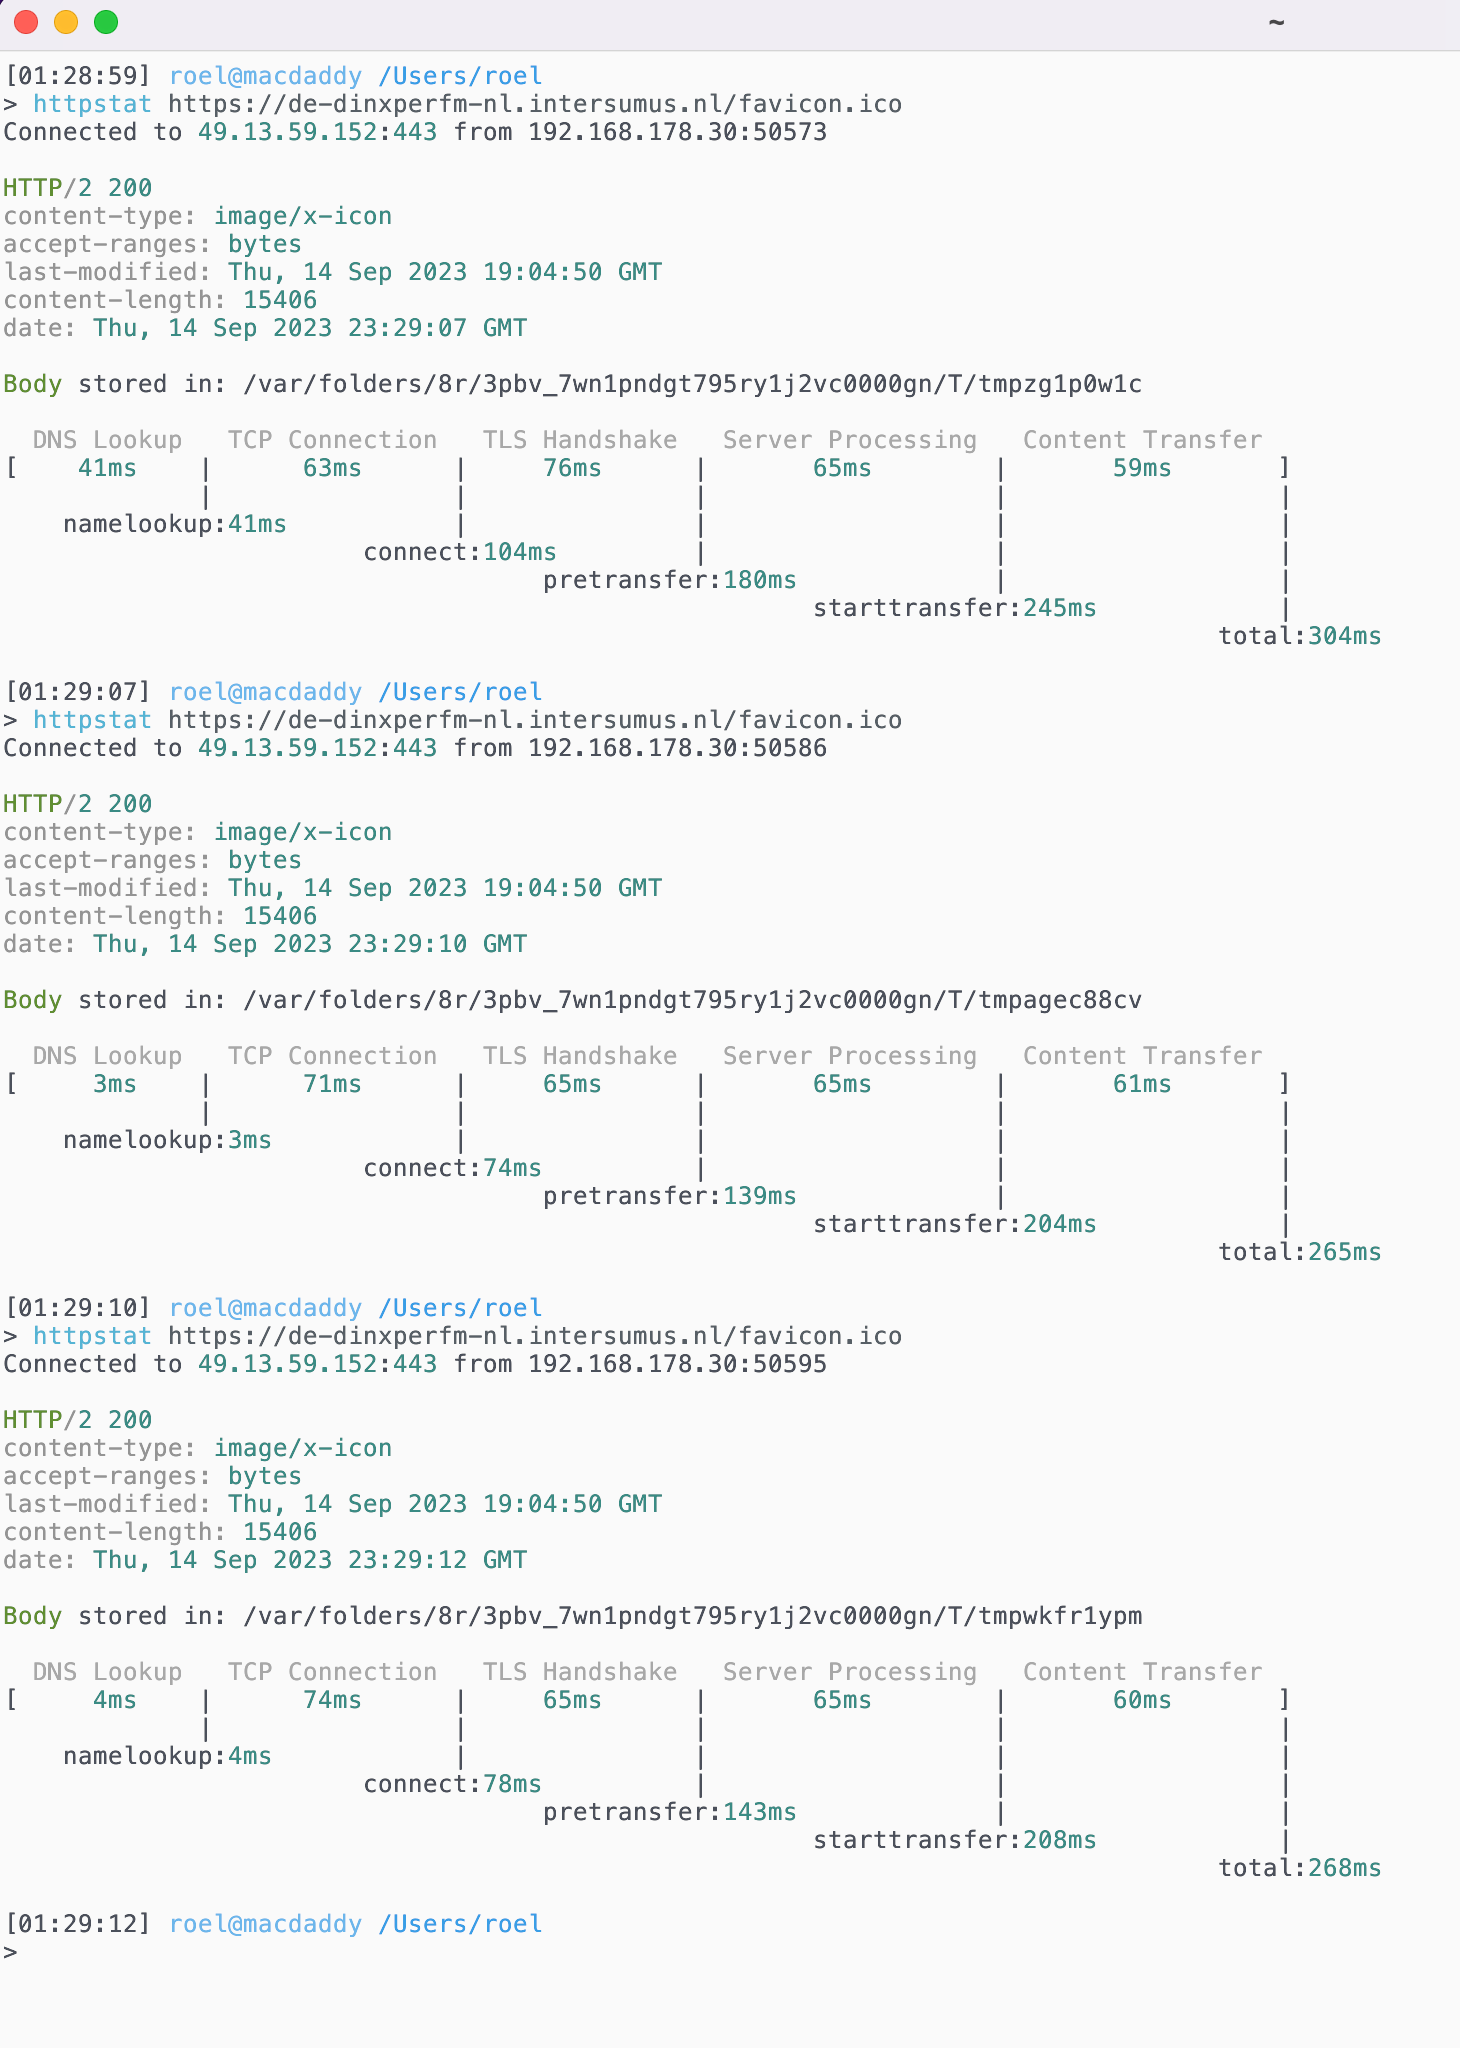 ~
[01:28:59] roel@macdaddy /Users/roel
> httpstat https://de-dinxperfm-nl.intersumus.nl/favicon.ico
Connected to 49.13.59.152:443 from 192.168.178.30:50573
HTTP/2 200
content-type: image/x-icon
accept-ranges: bytes
last-modified: Thu, 14 Sep 2023 19:04:50 GMT
content-length: 15406
date: Thu, 14 Sep 2023 23:29:07 GMT
Body stored in: /var/folders/8r/3pbv_7wn1pndgt795ry1j2vc0000gn/T/tmpzg1p0w1c
  DNS Lookup   TCP Connection   TLS Handshake   Server Processing   Content Transfer
[    41ms    |      63ms      |     76ms      |       65ms        |       59ms       ]
             |                |               |                   |                  |
    namelookup:41ms           |               |                   |                  |
                        connect:104ms         |                   |                  |
                                    pretransfer:180ms             |                  |
                                                      starttransfer:245ms            |
                                                                                 total:304ms
[01:29:07] roel@macdaddy /Users/roel
> httpstat https://de-dinxperfm-nl.intersumus.nl/favicon.ico
Connected to 49.13.59.152:443 from 192.168.178.30:50586
HTTP/2 200
content-type: image/x-icon
accept-ranges: bytes
last-modified: Thu, 14 Sep 2023 19:04:50 GMT
content-length: 15406
date: Thu, 14 Sep 2023 23:29:10 GMT
Body stored in: /var/folders/8r/3pbv_7wn1pndgt795ry1j2vc0000gn/T/tmpagec88cv
  DNS Lookup   TCP Connection   TLS Handshake   Server Processing   Content Transfer
[     3ms    |      71ms      |     65ms      |       65ms        |       61ms       ]
             |                |               |                   |                  |
    namelookup:3ms            |               |                   |                  |
                        connect:74ms          |                   |                  |
                                    pretransfer:139ms             |                  |
                                                      starttransfer:204ms            |
                                                                                 total:265ms
[01:29:10] roel@macdaddy /Users/roel
> httpstat https://de-dinxperfm-nl.intersumus.nl/favicon.ico
Connected to 49.13.59.152:443 from 192.168.178.30:50595
HTTP/2 200
content-type: image/x-icon
accept-ranges: bytes
last-modified: Thu, 14 Sep 2023 19:04:50 GMT
content-length: 15406
date: Thu, 14 Sep 2023 23:29:12 GMT
Body stored in: /var/folders/8r/3pbv_7wn1pndgt795ry1j2vc0000gn/T/tmpwkfr1ypm
  DNS Lookup   TCP Connection   TLS Handshake   Server Processing   Content Transfer
[     4ms    |      74ms      |     65ms      |       65ms        |       60ms       ]
             |                |               |                   |                  |
    namelookup:4ms            |               |                   |                  |
                        connect:78ms          |                   |                  |
                                    pretransfer:143ms             |                  |
                                                      starttransfer:208ms            |
                                                                                 total:268ms
[01:29:12] roel@macdaddy /Users/roel
>